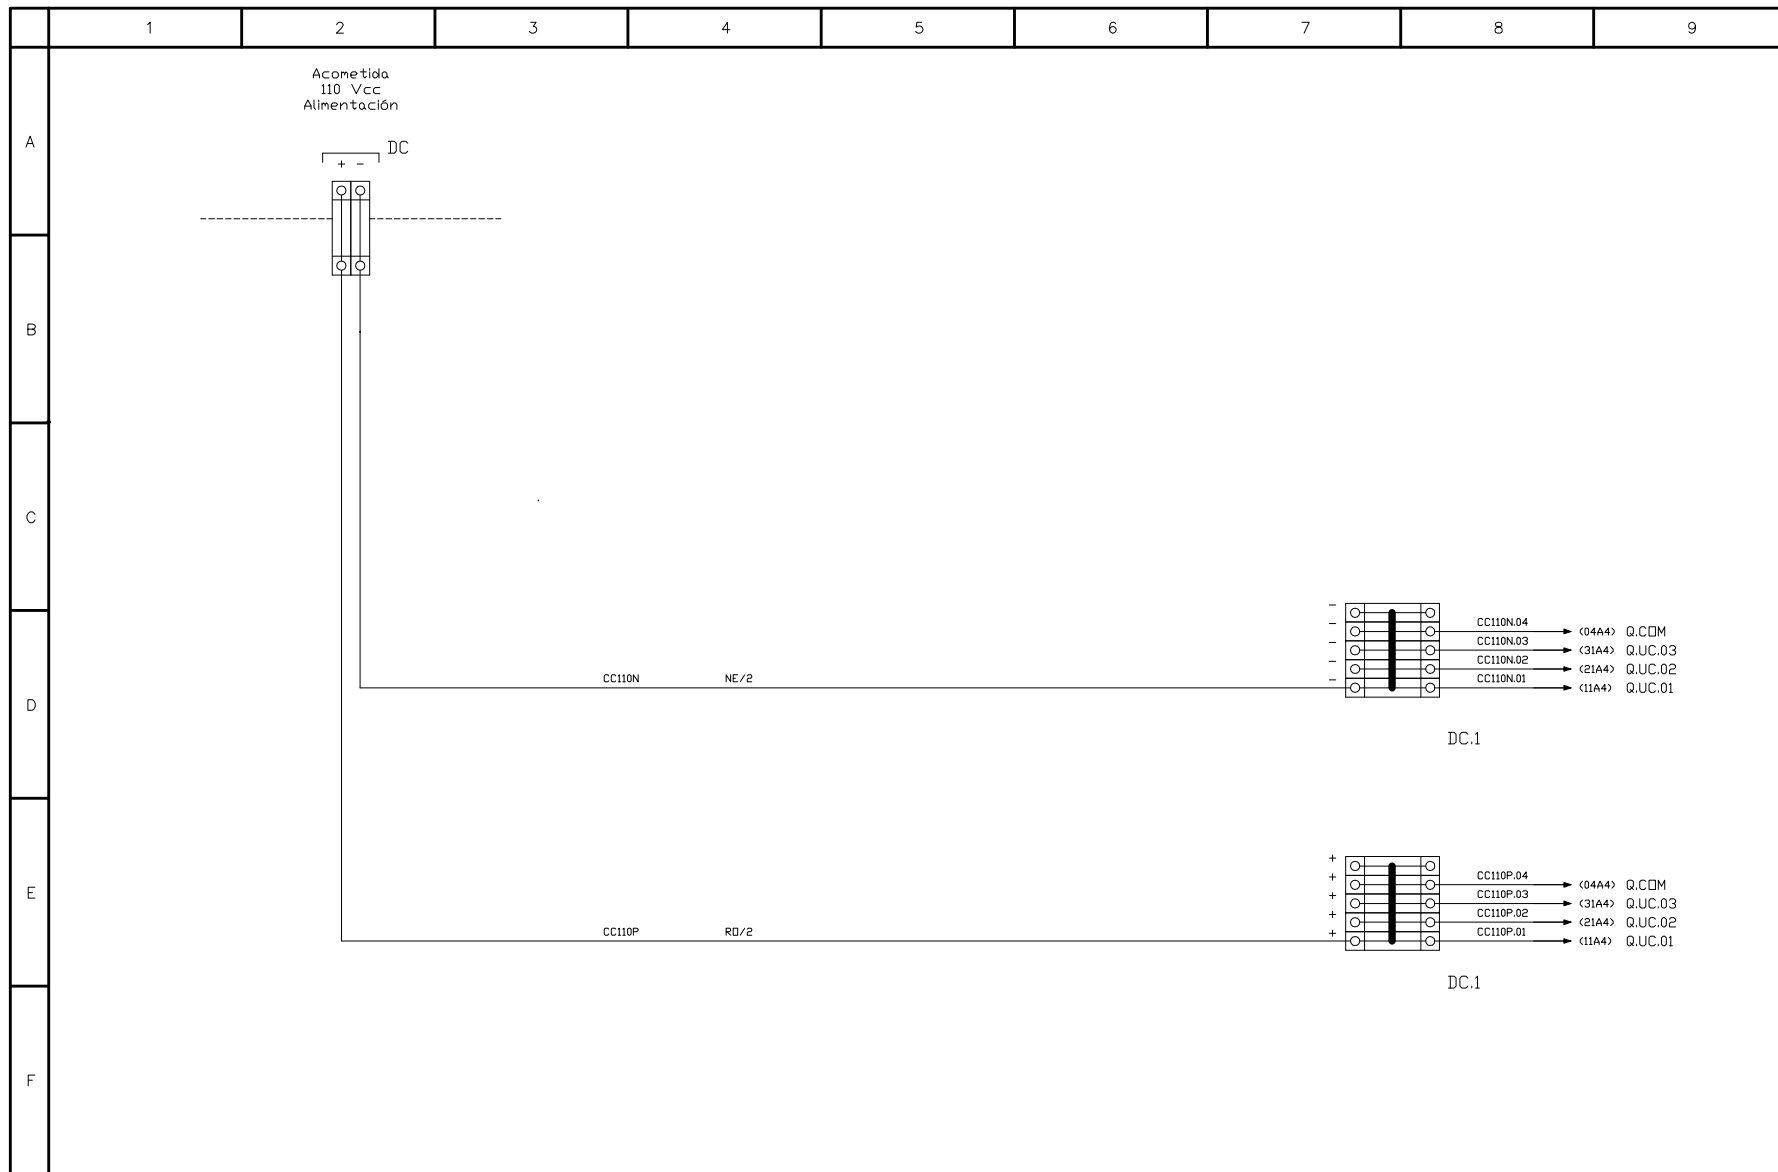 1 2 3 4 5 6 7 8 9
Acometida
110 Vcc
Alimentación
A
DC
+ -
B
C
-
- CC110N.04 (04A4) Q.COM
- CC110N.03 (31A4) Q.UC.03
- CC110N.02 (21A4) Q.UC.02
CC110N NE/2 - CC110N.01 (11A4) Q.UC.01
D
DC.1
+
+ CC110P.04 (04A4) Q.COM
E
+ CC110P.03 (31A4) Q.UC.03
+ CC110P.02 (21A4) Q.UC.02
CC110P RO/2 + CC110P.01 (11A4) Q.UC.01
DC.1
F